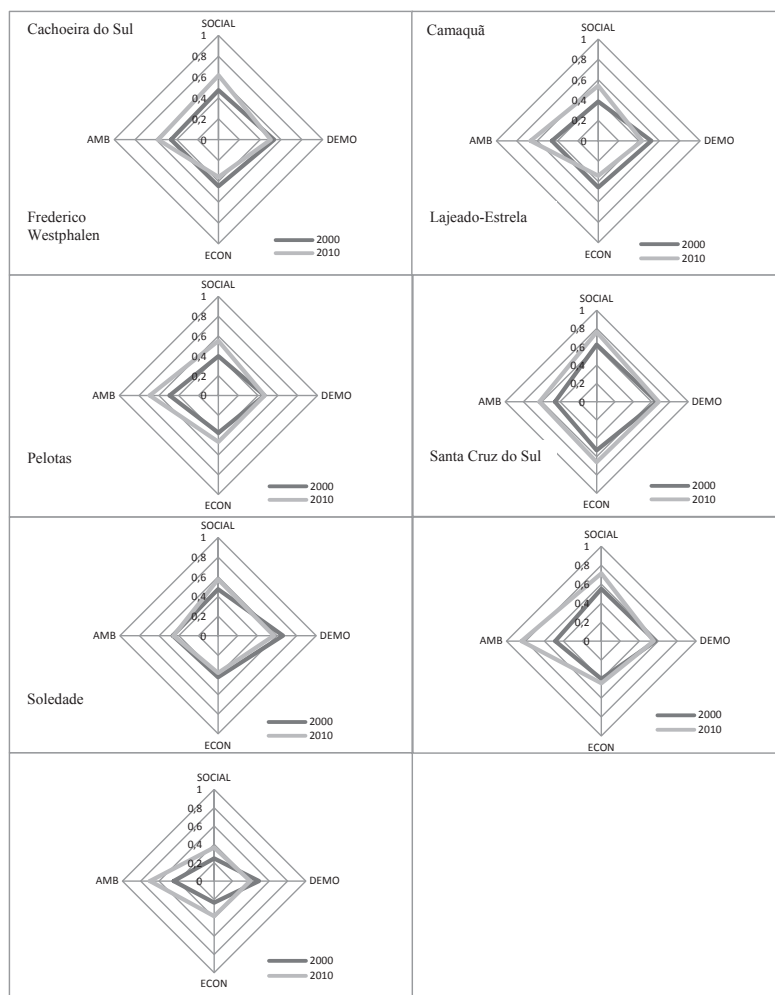 Cachoeira do Sul
SOCIAL
1
0,8
0,6
0,4
0,2
0
AMB
DEMO
ECON
2000
2010
Camaquã
SOCIAL
1
0,8
0,6
0,4
0,2
0
AMB
DEMO
ECON
2000
2010
Frederico
Westphalen
SOCIAL
1
0,8
0,6
0,4
0,2
0
AMB
DEMO
ECON
2000
2010
Lajeado-Estrela
SOCIAL
1
0,8
0,6
0,4
0,2
0
AMB
DEMO
ECON
2000
2010
Pelotas
SOCIAL
1
0,8
0,6
0,4
0,2
0
AMB
DEMO
ECON
2000
2010
Santa Cruz do Sul
SOCIAL
1
0,8
0,6
0,4
0,2
0
AMB
DEMO
ECON
2000
2010
Soledade
SOCIAL
1
0,8
0,6
0,4
0,2
0
AMB
DEMO
ECON
2000
2010